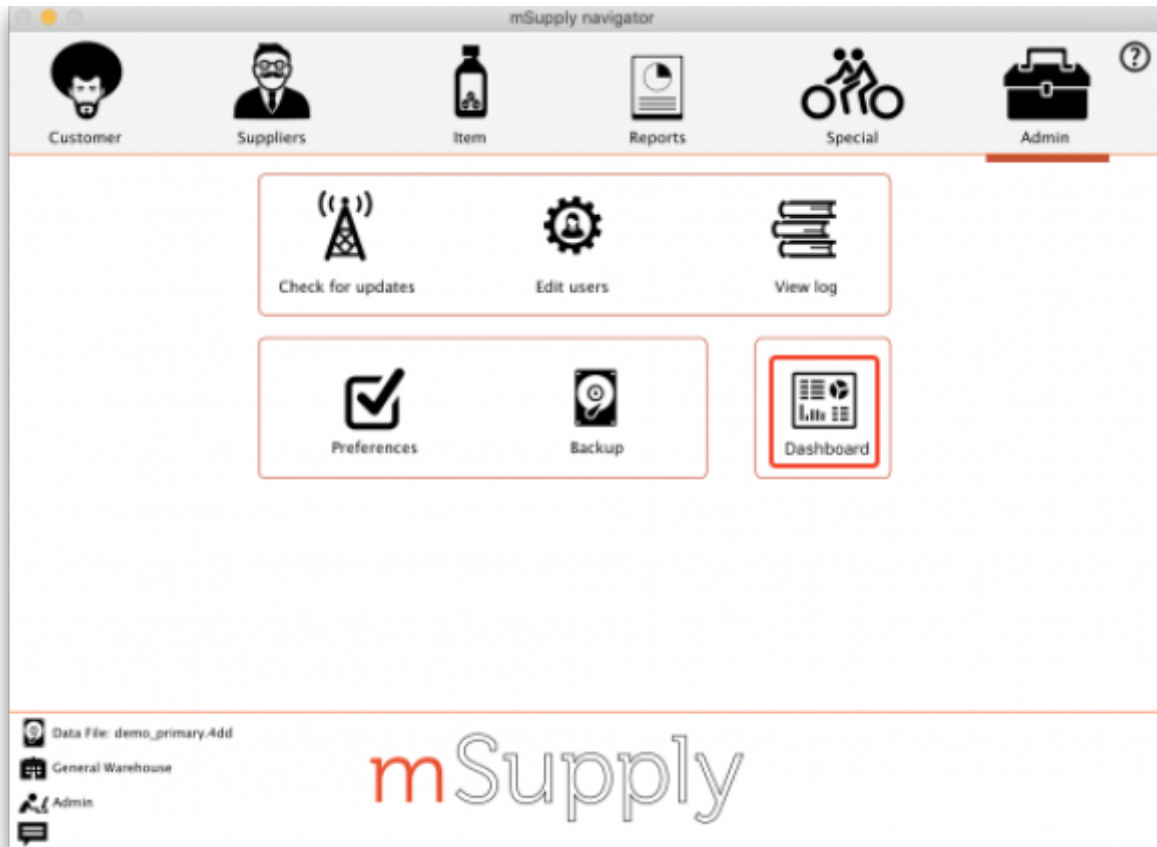 mSupply navigator
?
Customer Suppliers Item Reports Special Admin
Check for updates Edit users View log
Preferences Backup Dashboard
Data File: demo_primary.4dd
General Warehouse
Admin
mSupply